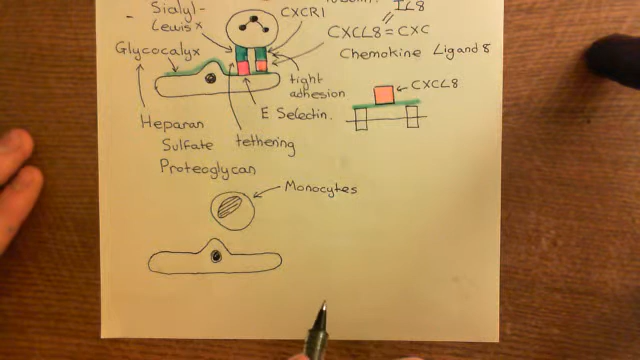 Sialyl-
Lewis x
CXCR1
IL8
CXCL8 = CXC
Chemokine Ligand 8
Glycocalyx
tight
adhesion
CXCL8
E Selectin.
Heparan
Sulfate
Proteoglycan
tethering
Monocytes